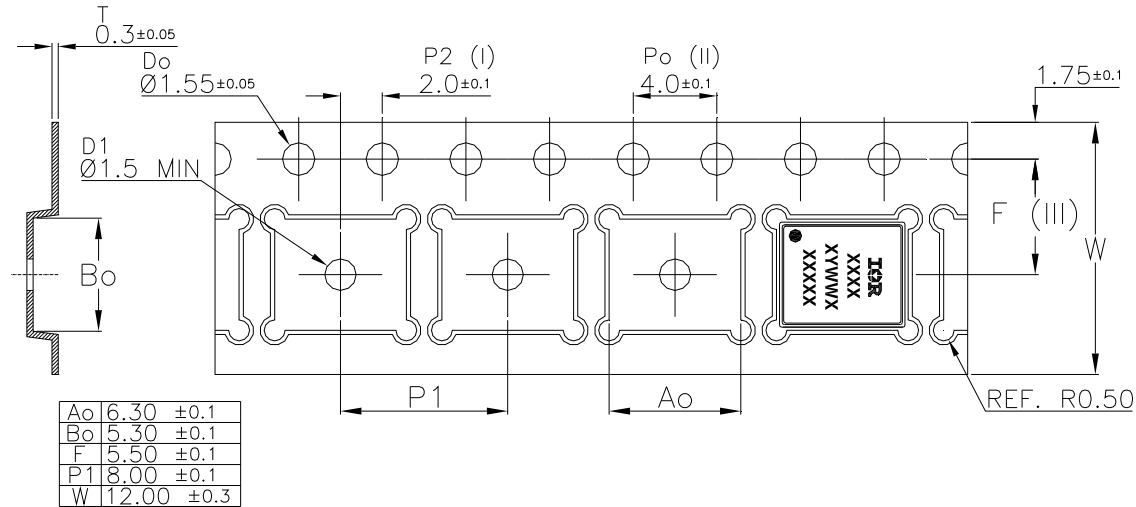 T
0.3±0.05
Do
Ø1.55±0.05
P2 (I)
2.0±0.1
Po (II)
4.0±0.1
1.75±0.1
D1
Ø1.5 MIN
F (III)
W
Bo
IOR
XXXX
XYWWX
XXXXX
P1
Ao
REF. R0.50
Ao 6.30 ±0.1
Bo 5.30 ±0.1
F 5.50 ±0.1
P1 8.00 ±0.1
W 12.00 ±0.3